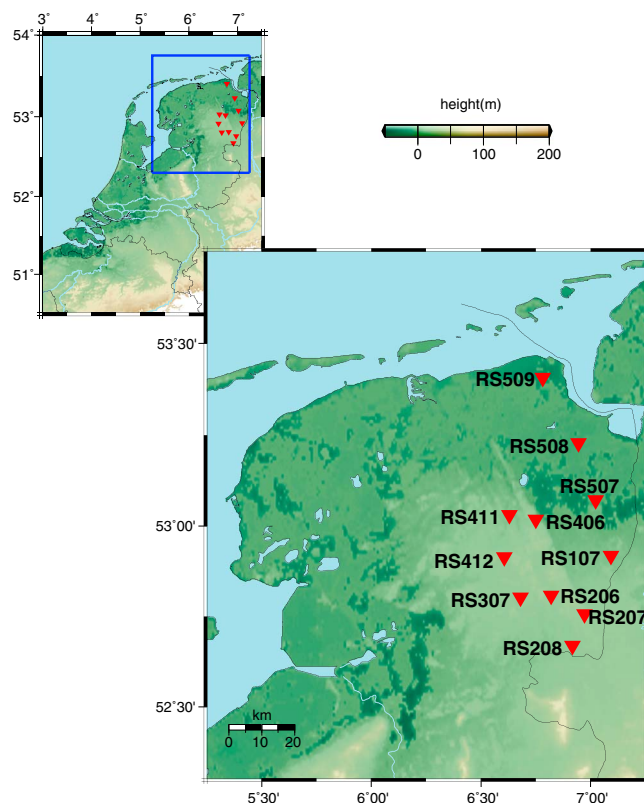 3° 4° 5° 6° 7°
54°
53°
52°
51°
height(m)
0 100 200
53°30'
53°00'
52°30'
RS509
RS508
RS507
RS411
RS406
RS412
RS107
RS307
RS206
RS207
RS208
km
0 10 20
5°30' 6°00' 6°30' 7°00'